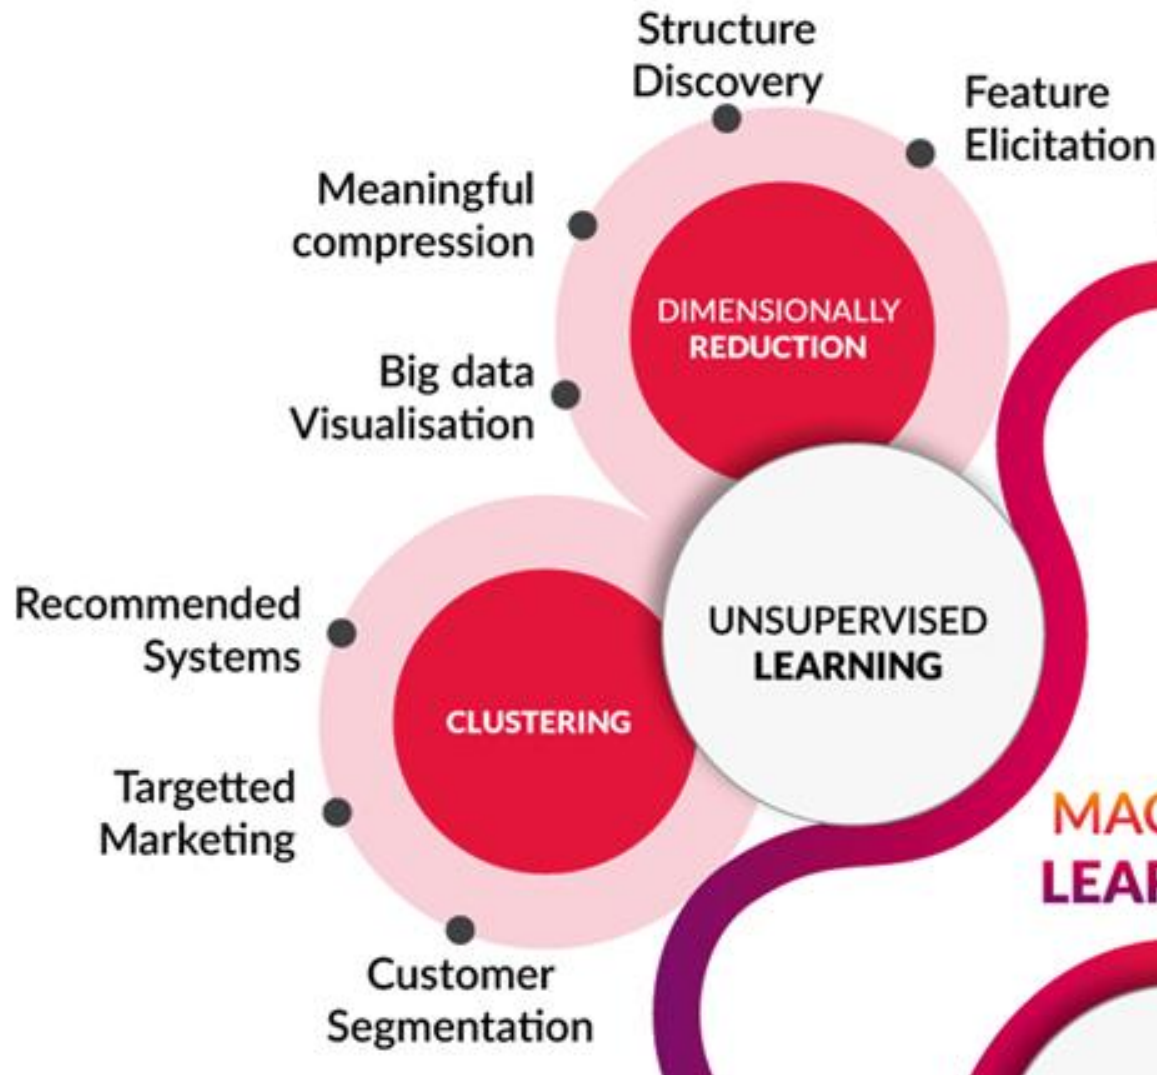 Structure
Discovery
Feature
Elicitation
Meaningful
compression
DIMENSIONALLY
REDUCTION
Big data
Visualisation
Recommended
Systems
UNSUPERVISED
LEARNING
CLUSTERING
Targetted
Marketing
Customer
Segmentation